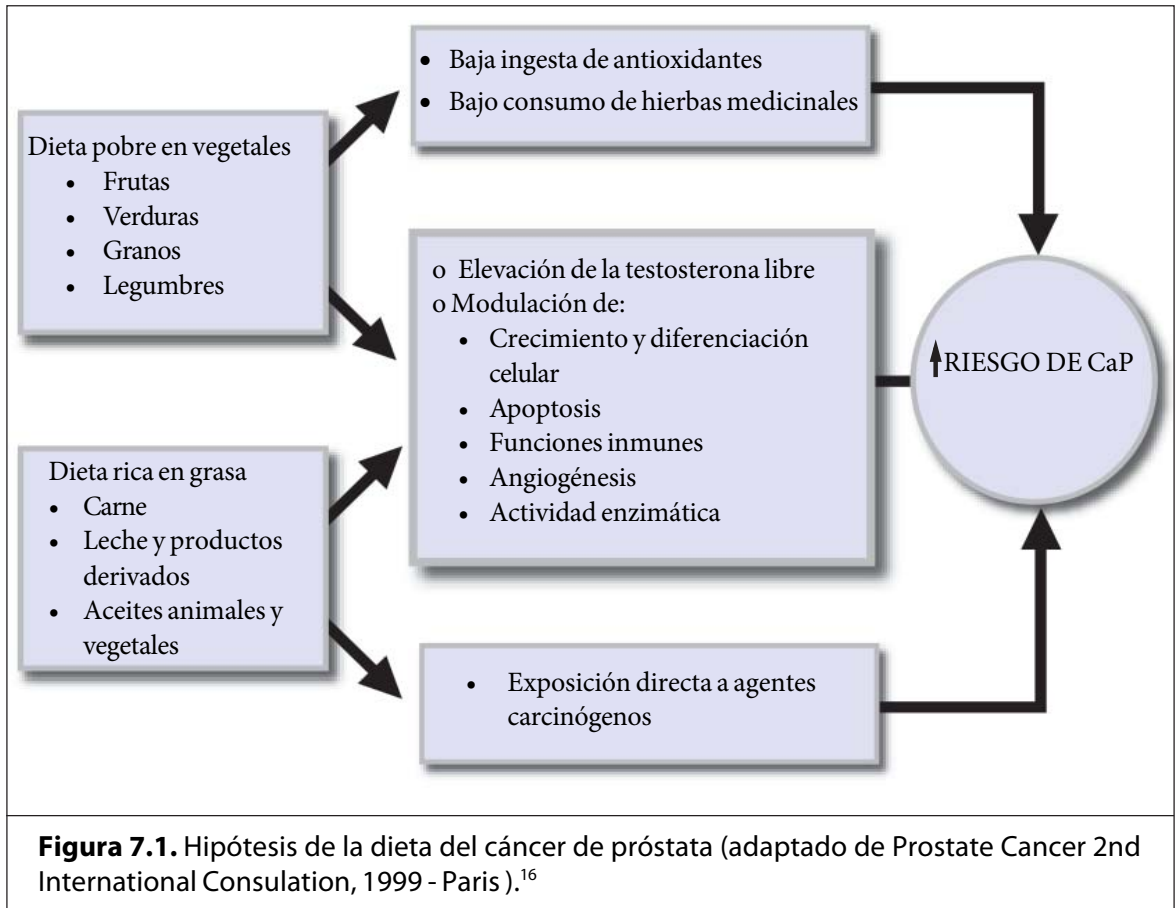 • Baja ingesta de antioxidantes
• Bajo consumo de hierbas medicinales
Dieta pobre en vegetales
• Frutas
• Verduras
• Granos
• Legumbres
o Elevación de la testosterona libre
o Modulación de:
• Crecimiento y diferenciación
celular
• Apoptosis
• Funciones inmunes
• Angiogénesis
• Actividad enzimática
RIESGO DE CaP
Dieta rica en grasa
• Carne
• Leche y productos
derivados
• Aceites animales y
vegetales
• Exposición directa a agentes
carcinógenos
Figura 7.1. Hipótesis de la dieta del cáncer de próstata (adaptado de Prostate Cancer 2nd
International Consulation, 1999 - Paris ).16